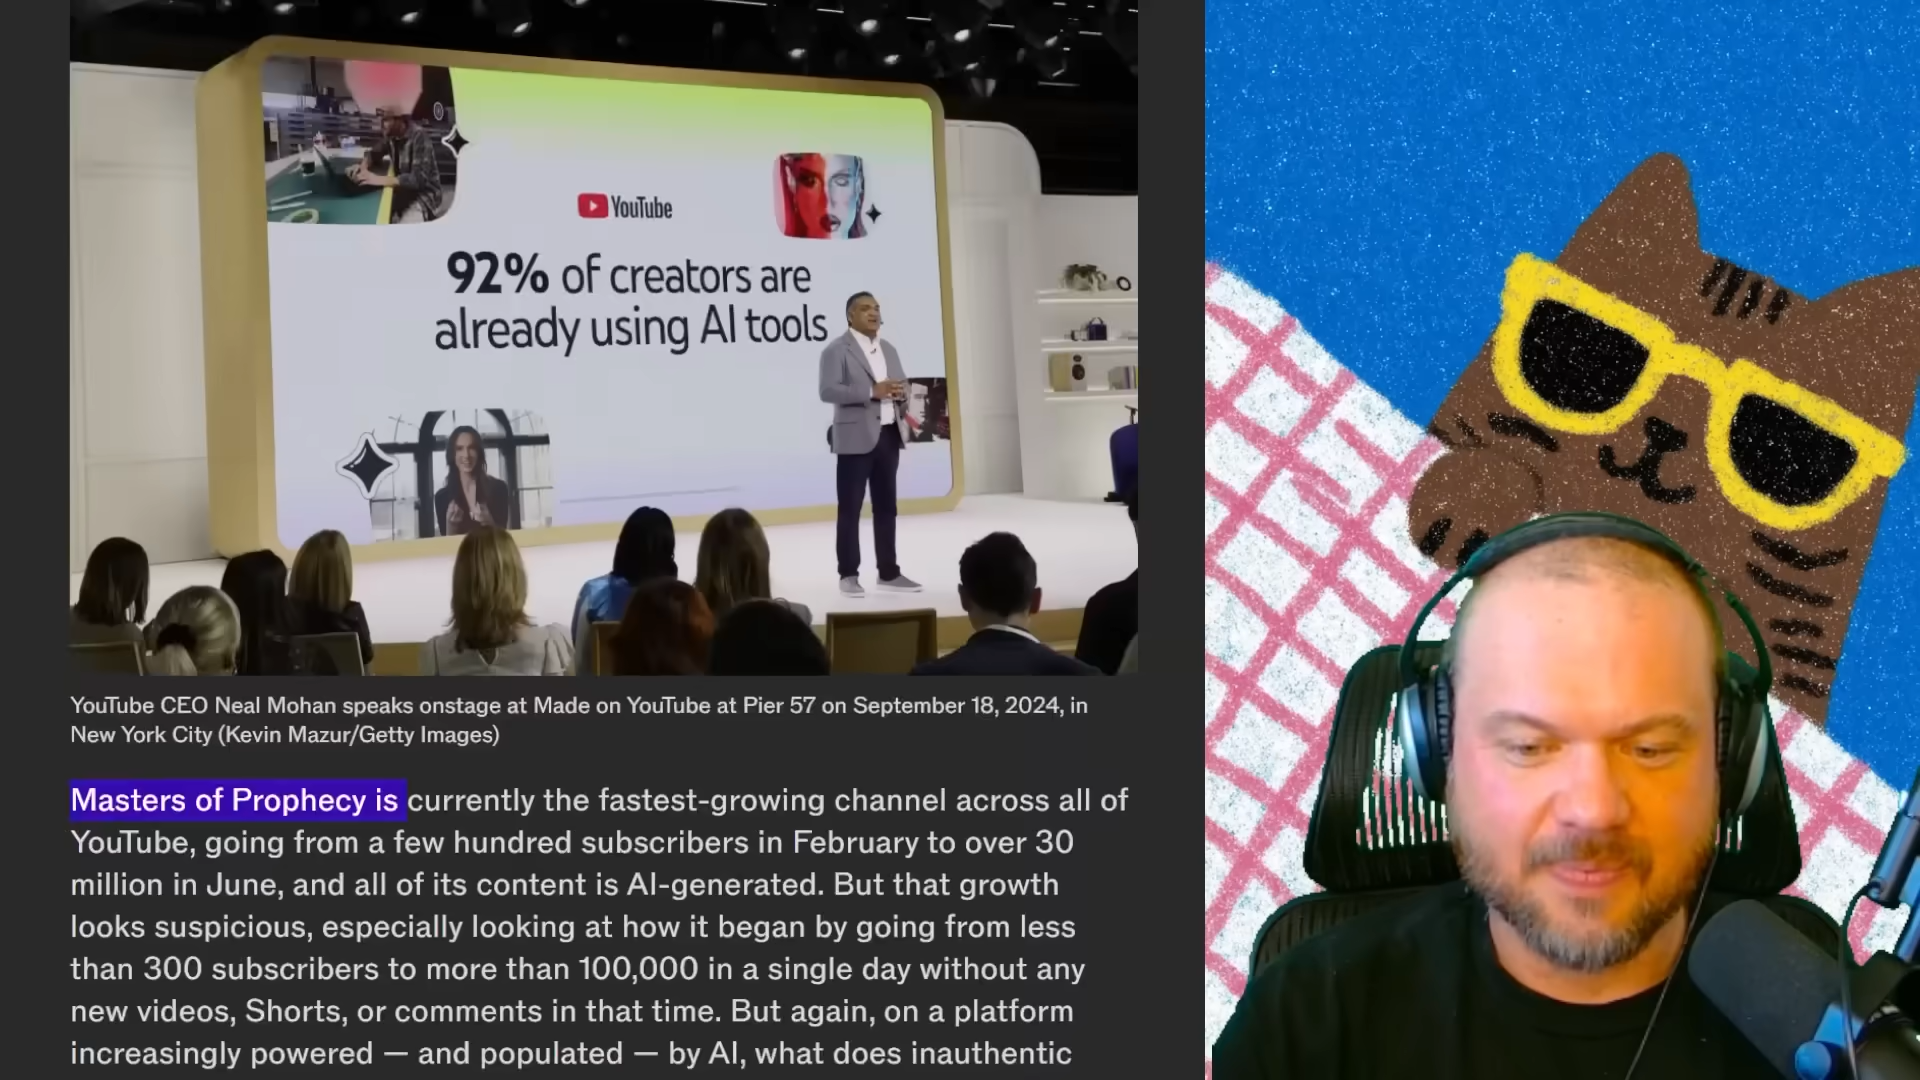 YouTube
92% of creators are
already using AI tools
YouTube CEO Neal Mohan speaks onstage at Made on YouTube at Pier 57 on September 18, 2024, in
New York City (Kevin Mazur/Getty Images)
Masters of Prophecy is currently the fastest-growing channel across all of
YouTube, going from a few hundred subscribers in February to over 30
million in June, and all of its content is AI-generated. But that growth
looks suspicious, especially looking at how it began by going from less
than 300 subscribers to more than 100,000 in a single day without any
new videos, Shorts, or comments in that time. But again, on a platform
increasingly powered — and populated — by AI, what does inauthentic